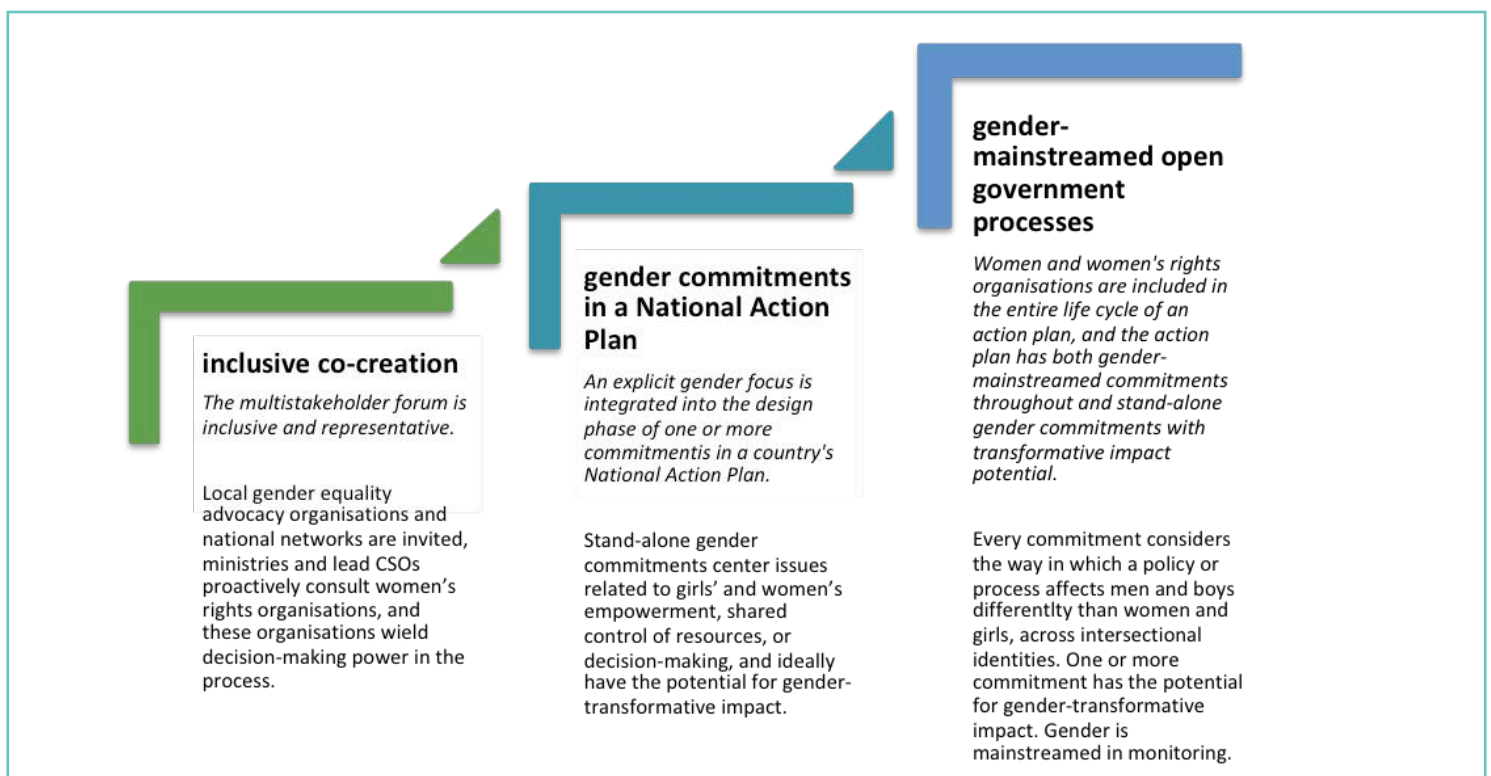 inclusive co-creation
The multistakeholder forum is
inclusive and representative.
Local gender equality
advocacy organisations and
national networks are invited,
ministries and lead CSOs
proactively consult women's
rights organisations, and
these organisations wield
decision-making power in the
process.
gender commitments
in a National Action
Plan
An explicit gender focus is
integrated into the design
phase of one or more
commitmentis in a country's
National Action Plan.
Stand-alone gender
commitments center issues
related to girls' and women's
empowerment, shared
control of resources, or
decision-making, and ideally
have the potential for gender-
transformative impact.
gender-
mainstreamed open
government
processes
Women and women's rights
organisations are included in
the entire life cycle of an
action plan, and the action
plan has both gender-
mainstreamed commitments
throughout and stand-alone
gender commitments with
transformative impact
potential.
Every commitment considers
the way in which a policy or
process affects men and boys
differentlty than women and
girls, across intersectional
identities. One or more
commitment has the potential
for gender-transformative
impact. Gender is
mainstreamed in monitoring.